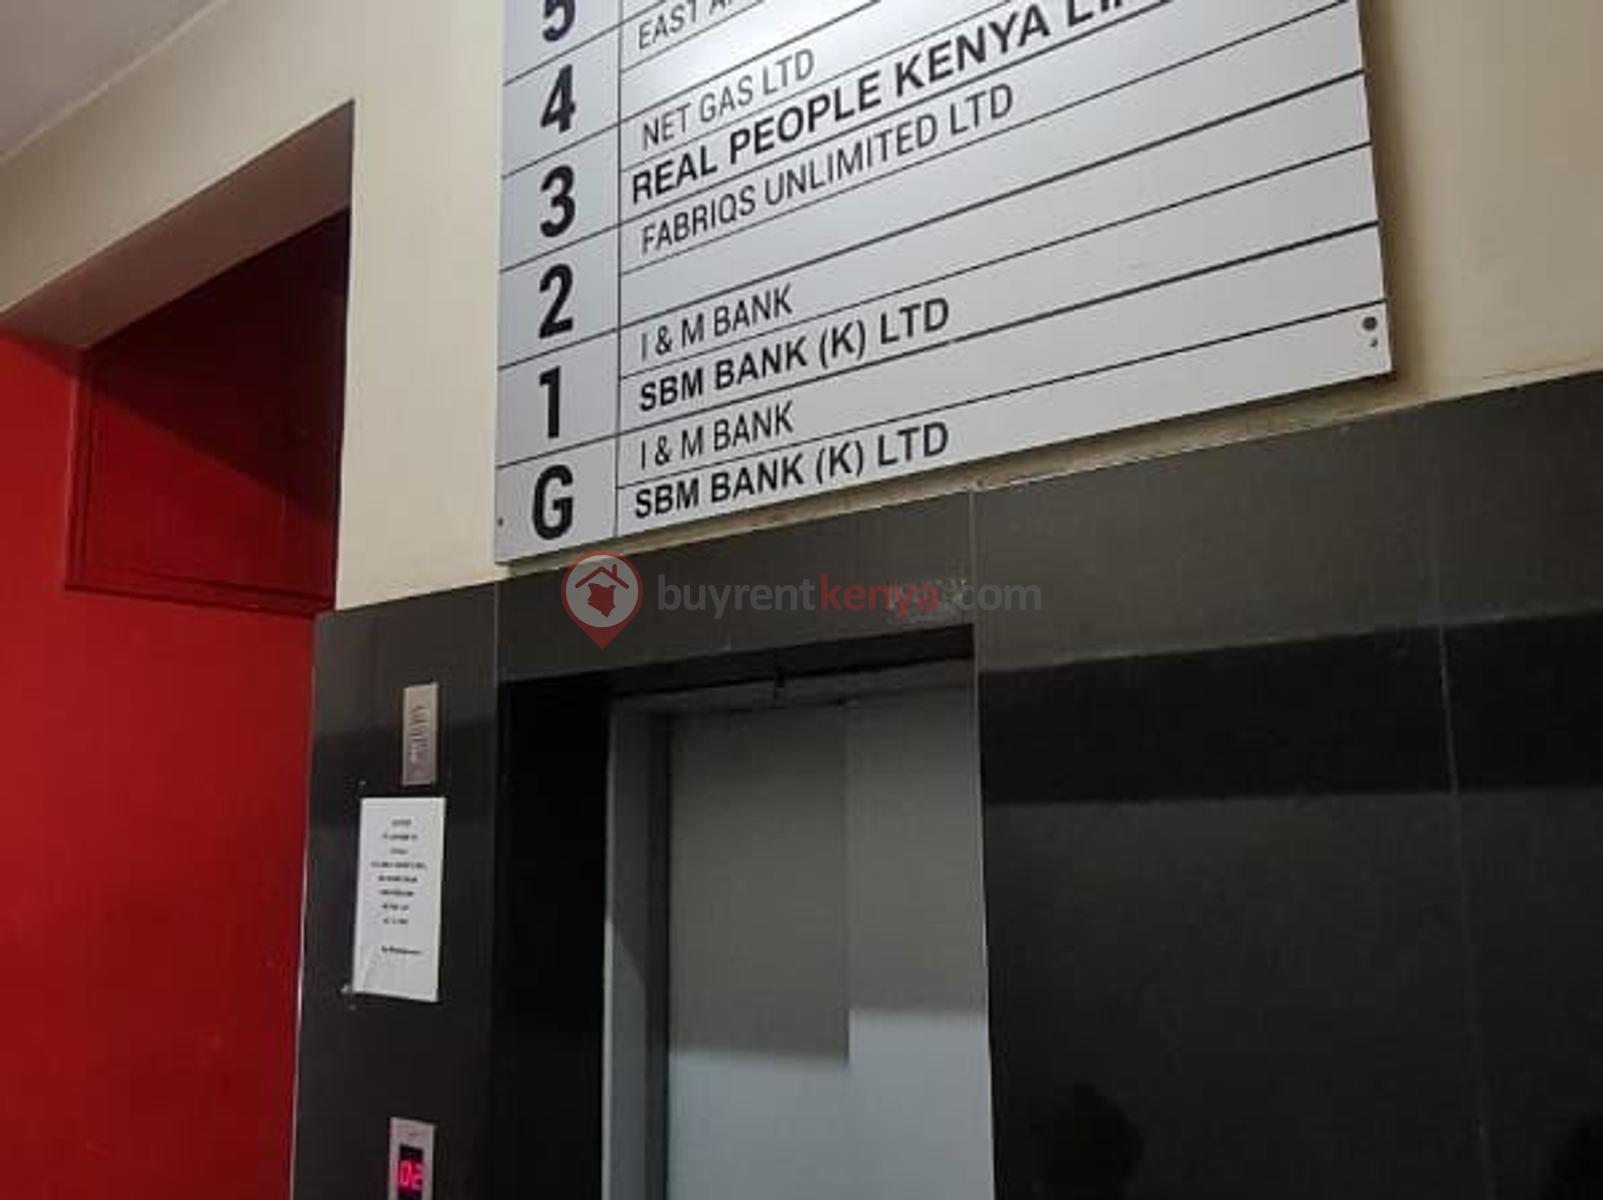 5
EAST
4
NET GAS LTD
REAL PEOPLE KENYA
3
FABRIQS UNLIMITED LTD
2
I & M BANK
1
SBM BANK (K) LTD
I & M BANK
G
SBM BANK (K) LTD
buyrentkenya.com
02